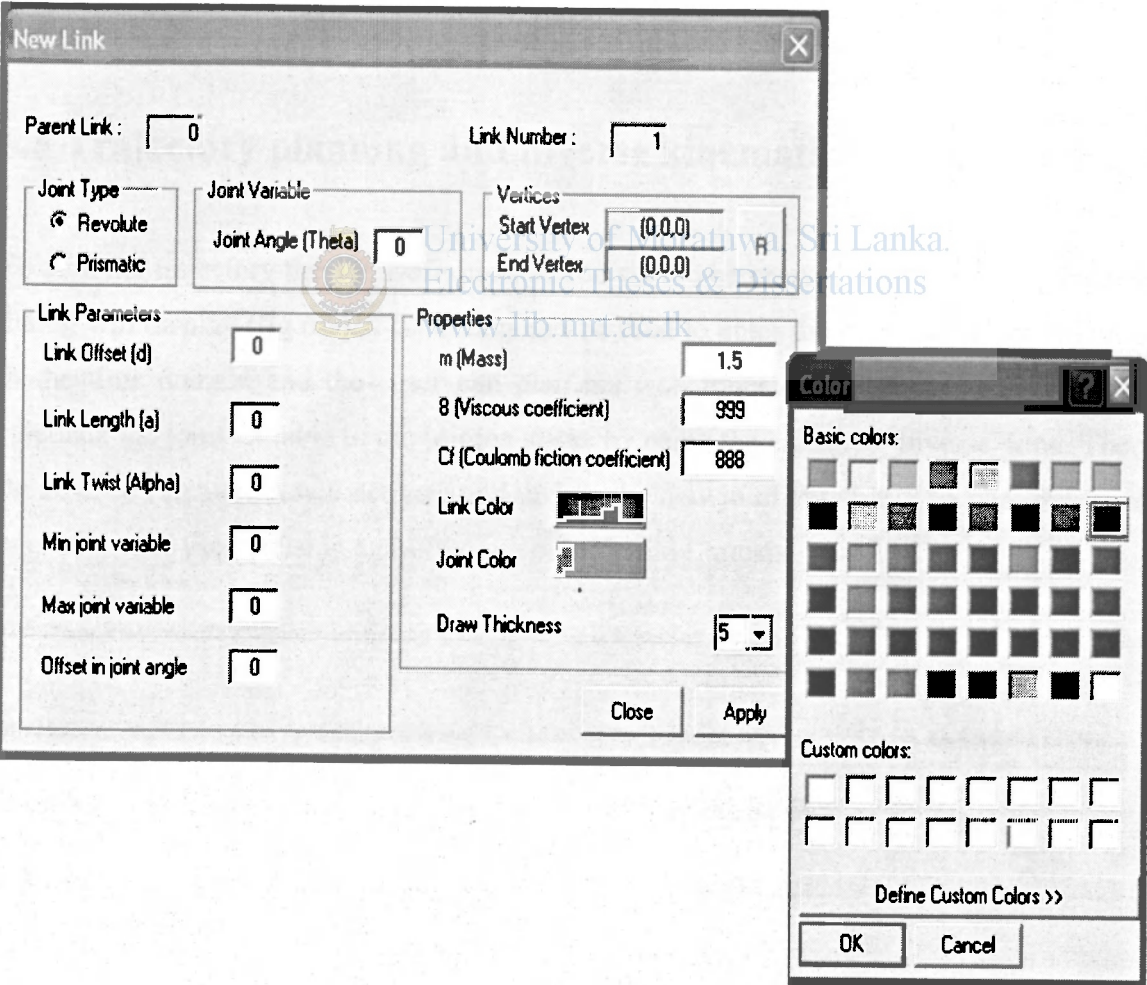 New Link
Parent Link : 0
Link Number : 1
Joint Type
Revolute
Prismatic
Joint Variable
Joint Angle (Theta) 0
Vertices
Start Vertex (0,0,0)
End Vertex (0,0,0)
R
University of Moratuwa, Sri Lanka.
Electronic Theses & Dissertations
www.lib.mrt.ac.lk
Link Parameters
Link Offset (d) 0
Link Length (a) 0
Link Twist (Alpha) 0
Min joint variable 0
Max joint variable 0
Offset in joint angle 0
Properties
m (Mass) 1.5
B (Viscous coefficient) 999
Cf (Coulomb fiction coefficient) 888
Link Color
Joint Color
Draw Thickness 5
Close Apply
Color
Basic colors:
Custom colors:
Define Custom Colors >>
OK Cancel